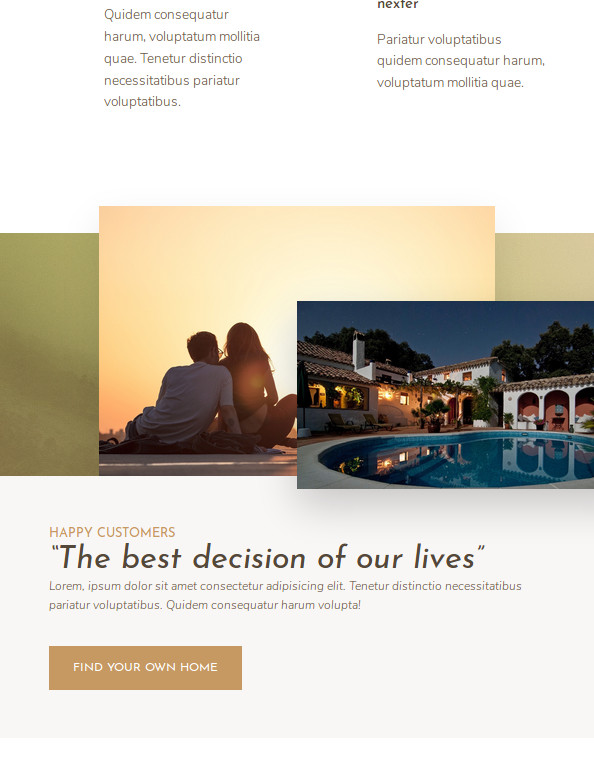 Quidem consequatur
harum, voluptatum mollitia
quae. Tenetur distinctio
necessitatibus pariatur
voluptatibus.
nexter
Pariatur voluptatibus
quidem consequatur harum,
voluptatum mollitia quae.
HAPPY CUSTOMERS
“The best decision of our lives”
Lorem, ipsum dolor sit amet consectetur adipisicing elit. Tenetur distinctio necessitatibus
pariatur voluptatibus. Quidem consequatur harum volupta!
FIND YOUR OWN HOME